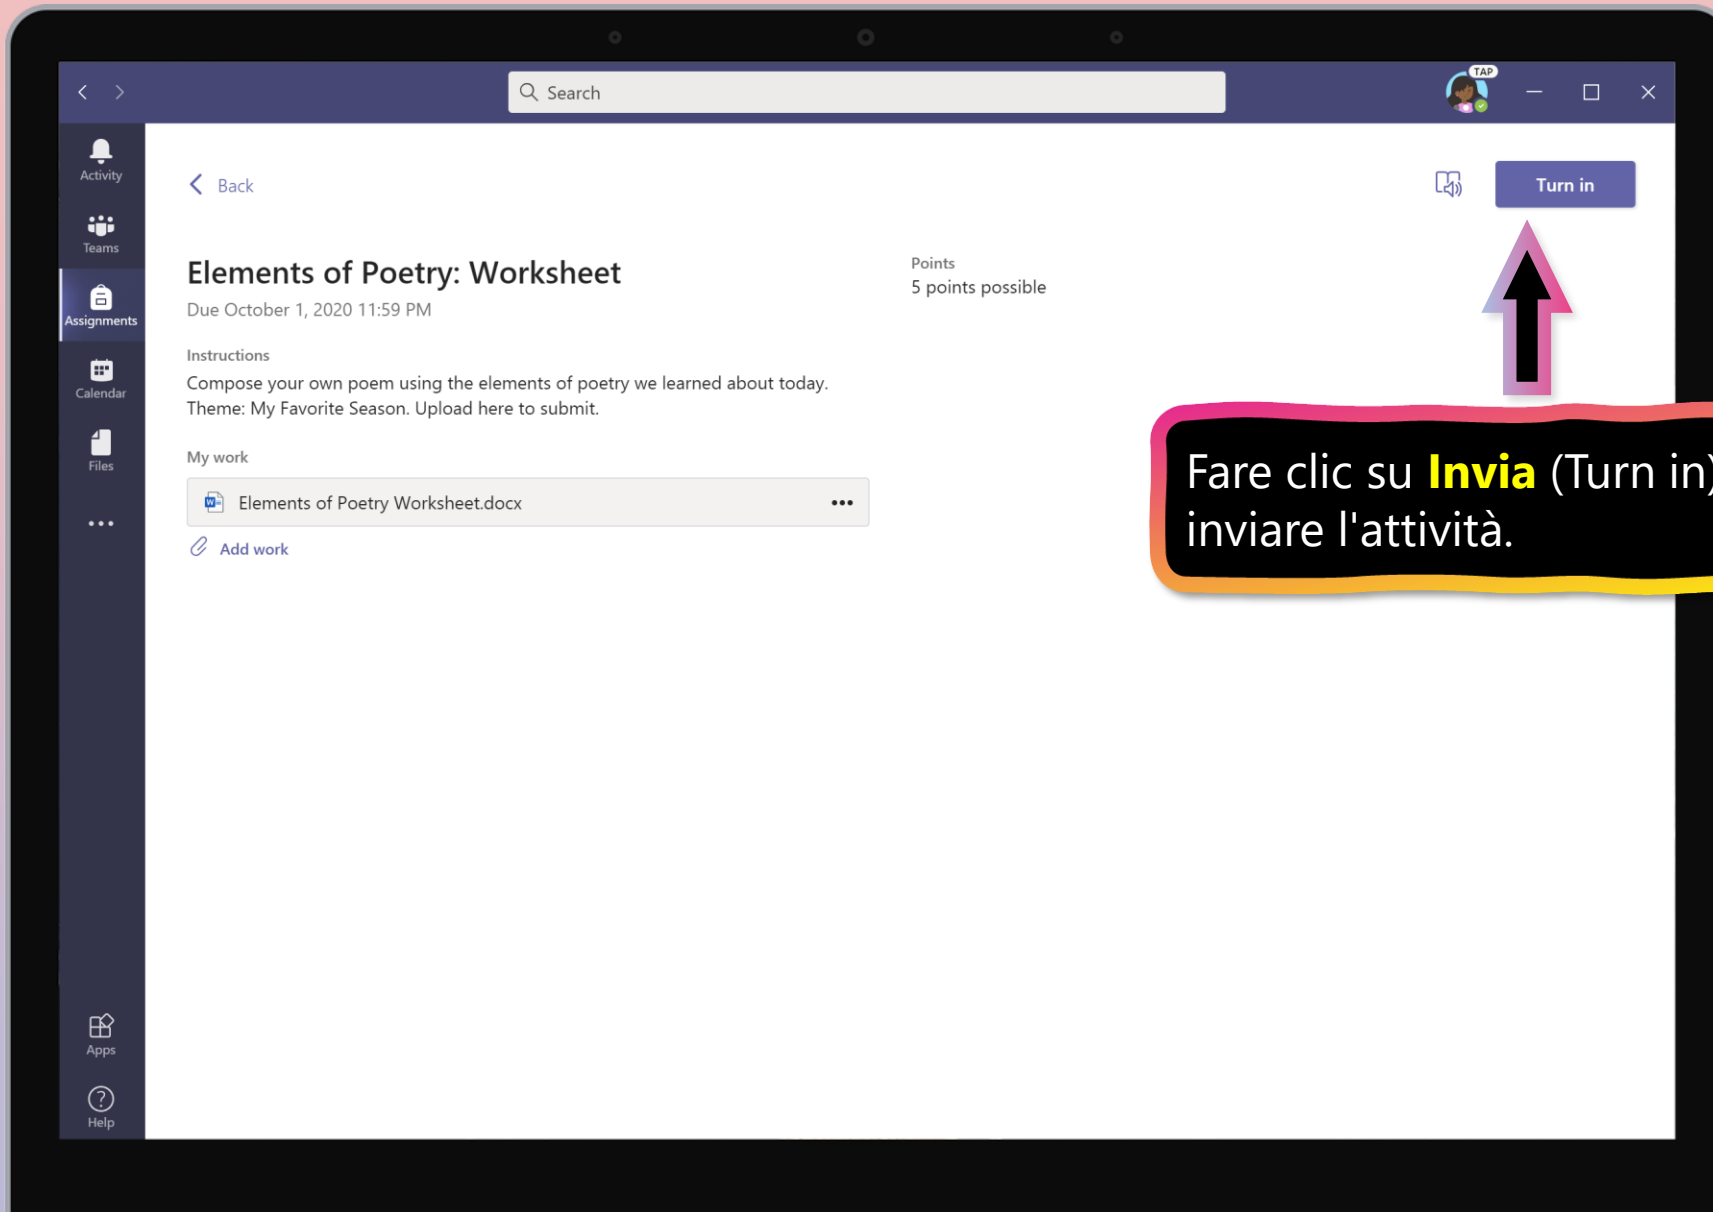 Search
TAP
Activity
Teams
Assignments
Calendar
Files
Apps
Help
Back
Turn in
Elements of Poetry: Worksheet
Due October 1, 2020 11:59 PM
Points
5 points possible
Instructions
Compose your own poem using the elements of poetry we learned about today.
Theme: My Favorite Season. Upload here to submit.
My work
Elements of Poetry Worksheet.docx
Add work
Fare clic su Invia (Turn in)
inviare l'attività.